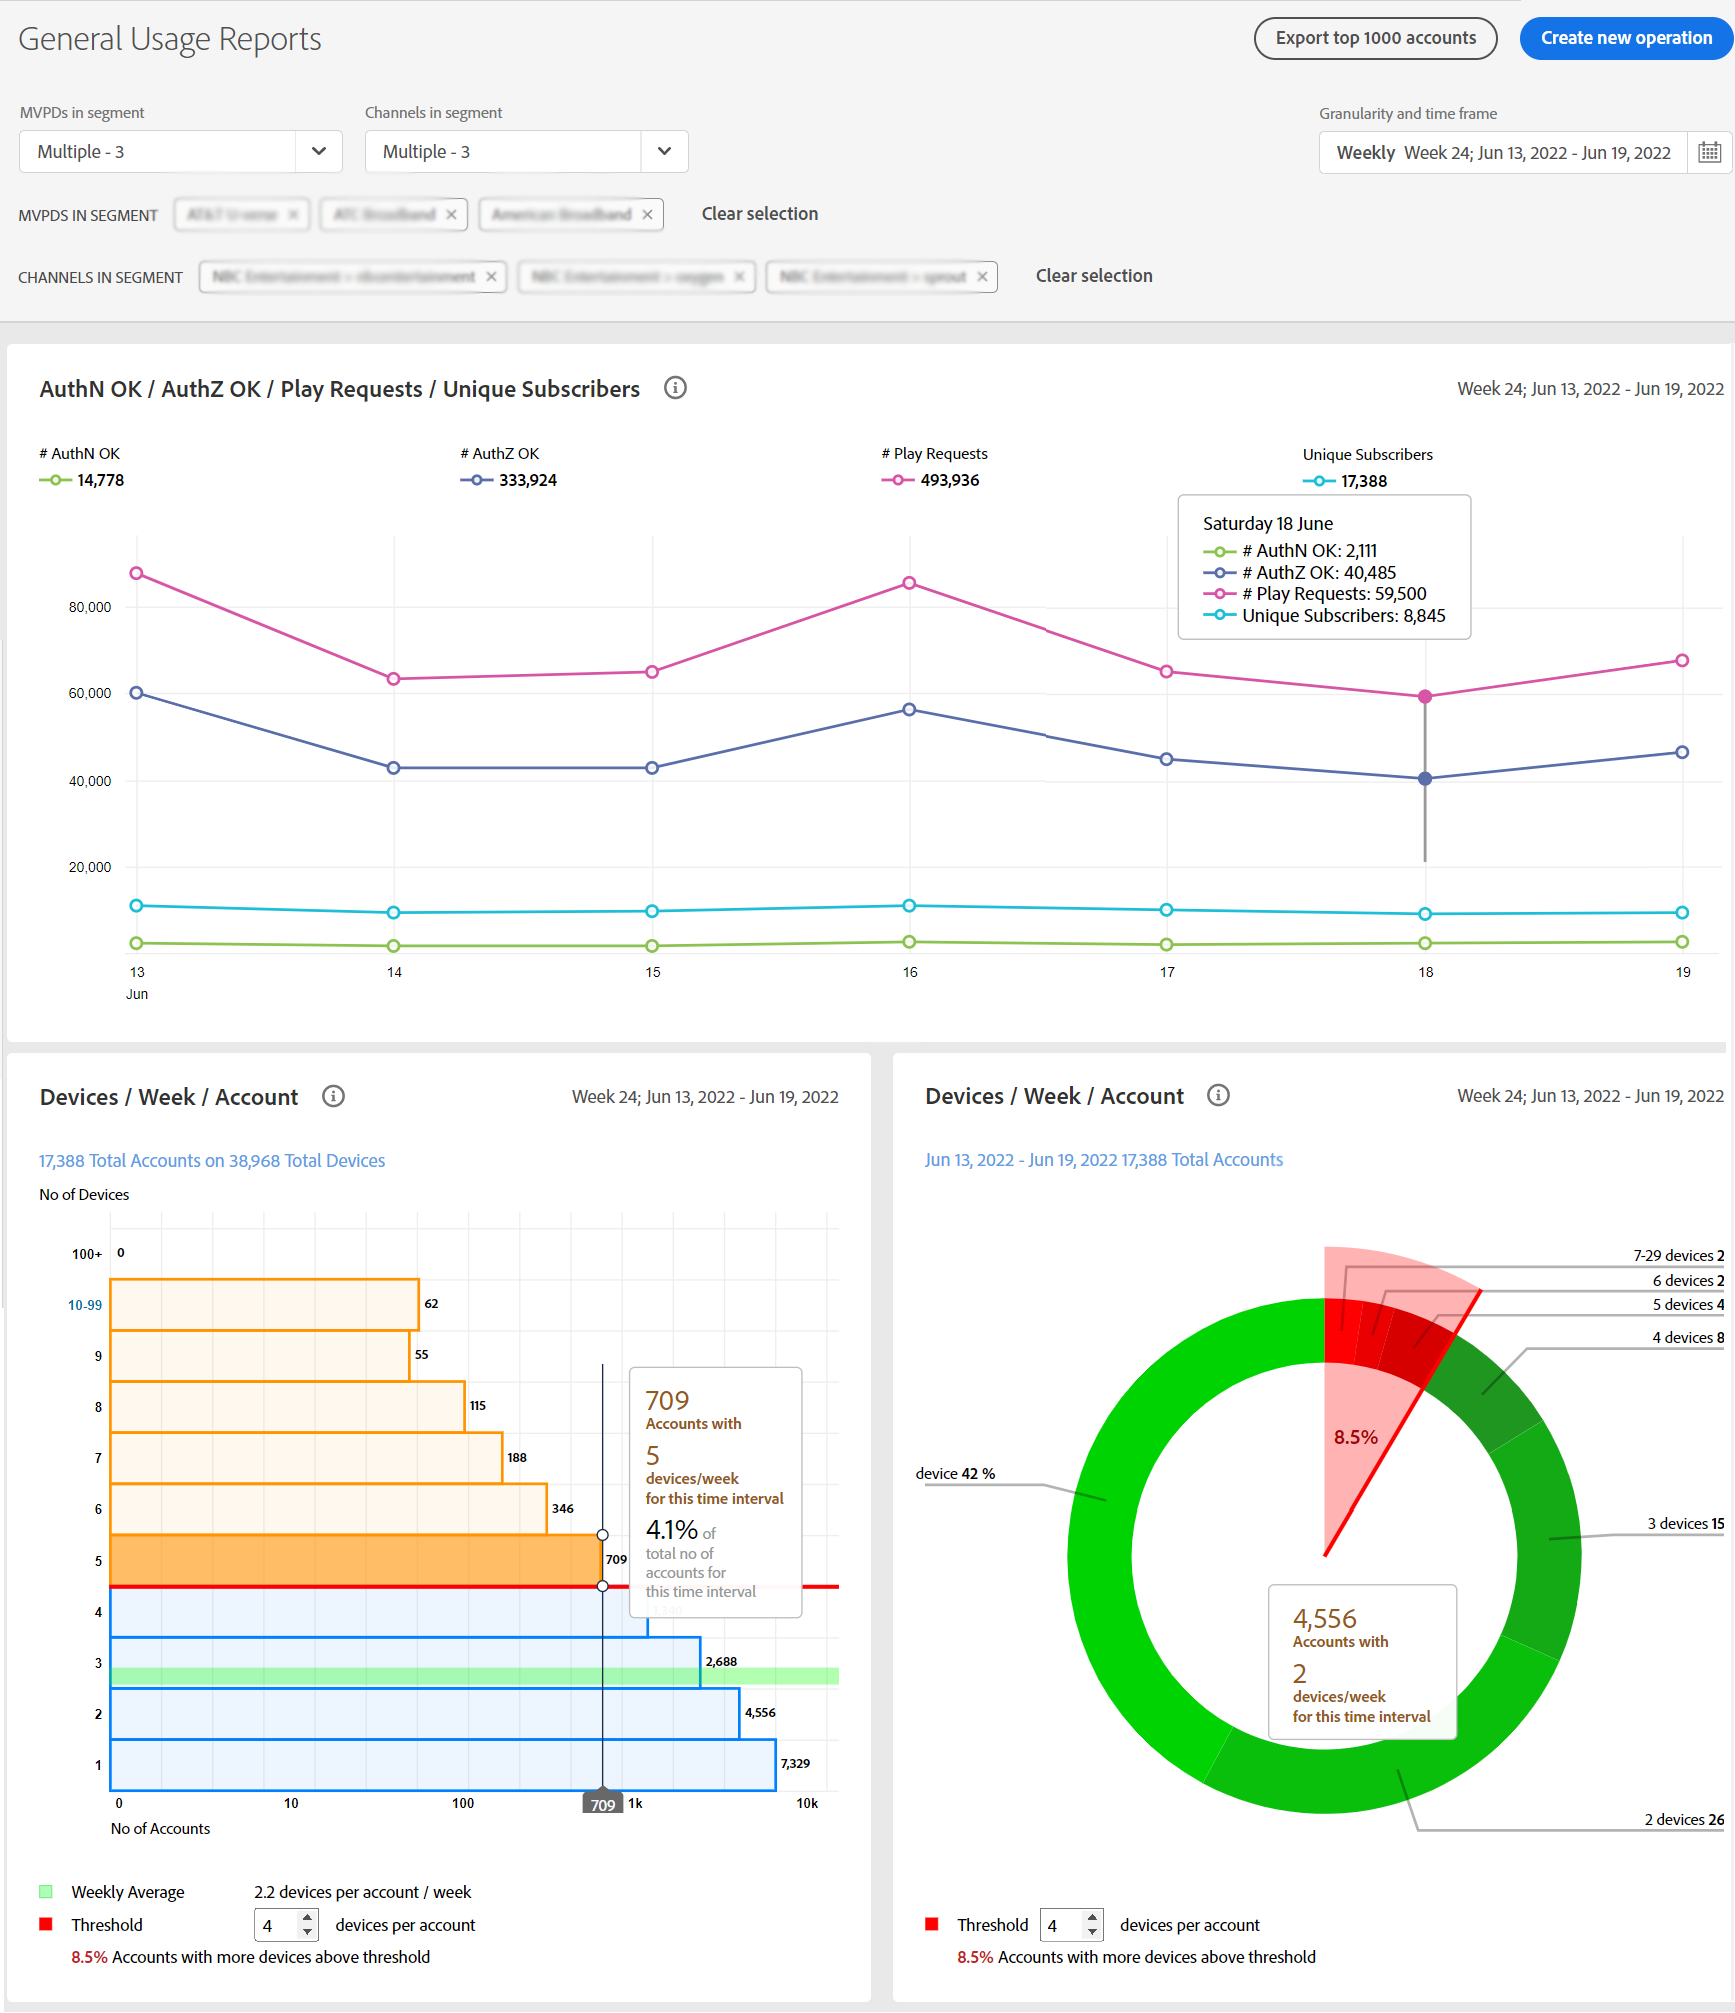 General Usage Reports
Export top 1000 accounts
Create new operation
MVPDs in segment
Channels in segment
Granularity and time frame
Multiple - 3
Multiple - 3
Weekly Week 24; Jun 13, 2022 - Jun 19, 2022
MVPDS IN SEGMENT
Clear selection
CHANNELS IN SEGMENT
Clear selection
AuthN OK / AuthZ OK / Play Requests / Unique Subscribers
Week 24; Jun 13, 2022 - Jun 19, 2022
# AuthN OK
14,778
# AuthZ OK
333,924
# Play Requests
493,936
Unique Subscribers
17,388
Saturday 18 June
# AuthN OK: 2,111
# AuthZ OK: 40,485
# Play Requests: 59,500
Unique Subscribers: 8,845
80,000
60,000
40,000
20,000
13
14
15
16
17
18
19
Jun
Devices / Week / Account
Week 24; Jun 13, 2022 - Jun 19, 2022
17,388 Total Accounts on 38,968 Total Devices
No of Devices
100+
0
10-99
62
9
55
8
115
7
188
6
346
5
709
4
3
2,688
2
4,556
1
7,329
709
Accounts with
5
devices/week
for this time interval
4.1% of
total no of
accounts for
this time interval
0
10
100
709
1k
10k
No of Accounts
Weekly Average
2.2 devices per account / week
Threshold
4
devices per account
8.5% Accounts with more devices above threshold
Devices / Week / Account
Week 24; Jun 13, 2022 - Jun 19, 2022
Jun 13, 2022 - Jun 19, 2022 17,388 Total Accounts
7-29 devices 2
6 devices 2
5 devices 4
4 devices 8
8.5%
device 42 %
3 devices 15
4,556
Accounts with
2
devices/week
for this time interval
2 devices 26
Threshold
4
devices per account
8.5% Accounts with more devices above threshold